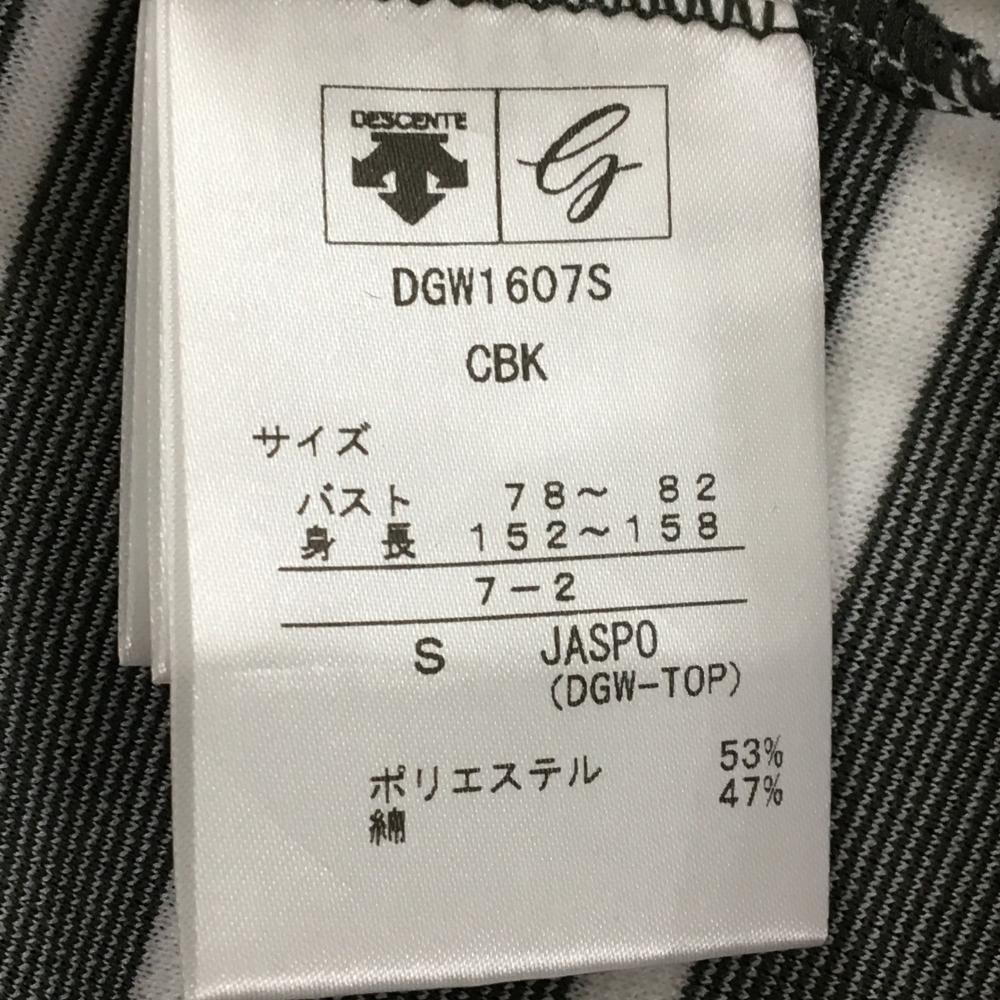 DESCENTE G
DGW1607S
CBK
サイズ
バスト 78～ 82
身 長 152～158
7－2
S JASPO
(DGW-TOP)
ポリエステル 53%
綿 47%